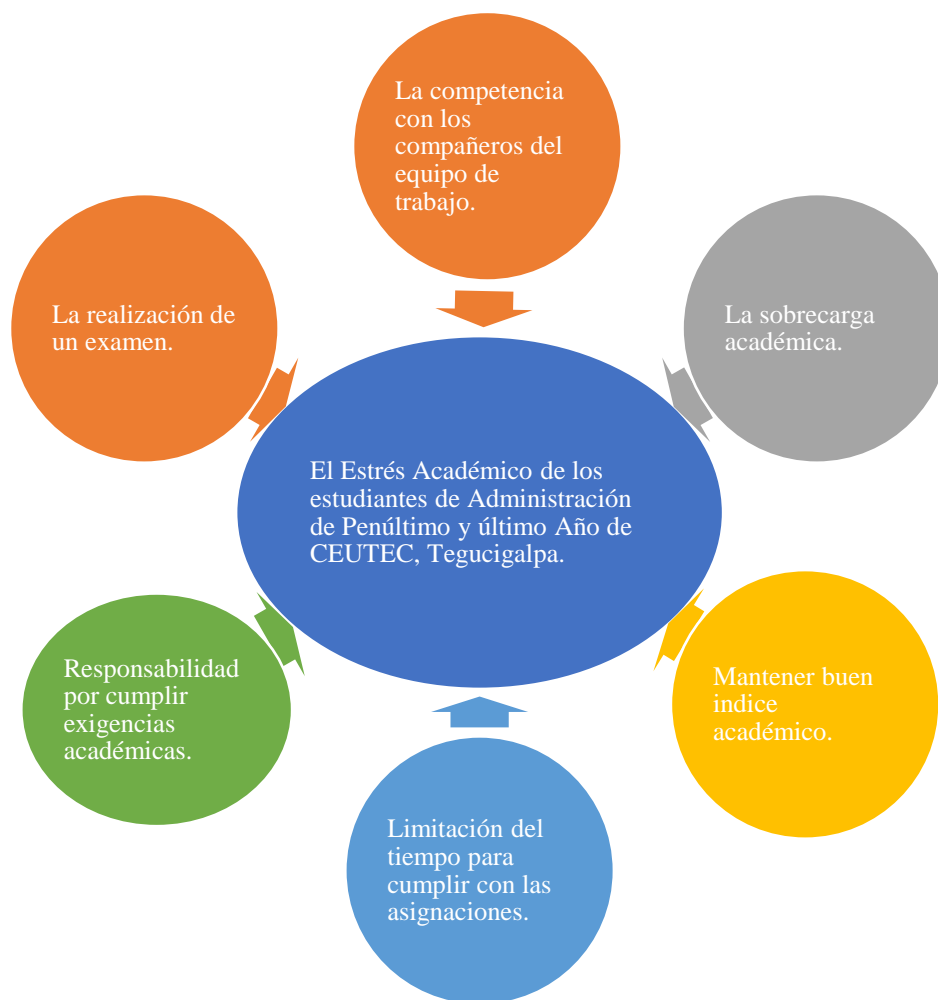 La competencia
con los
compañeros del
equipo de
trabajo.
La realización de
un examen.
La sobrecarga
académica.
El Estrés Académico de los
estudiantes de Administración
de Penúltimo y último Año de
CEUTEC, Tegucigalpa.
Responsabilidad
por cumplir
exigencias
académicas.
Mantener buen
indice
académico.
Limitación del
tiempo para
cumplir con las
asignaciones.